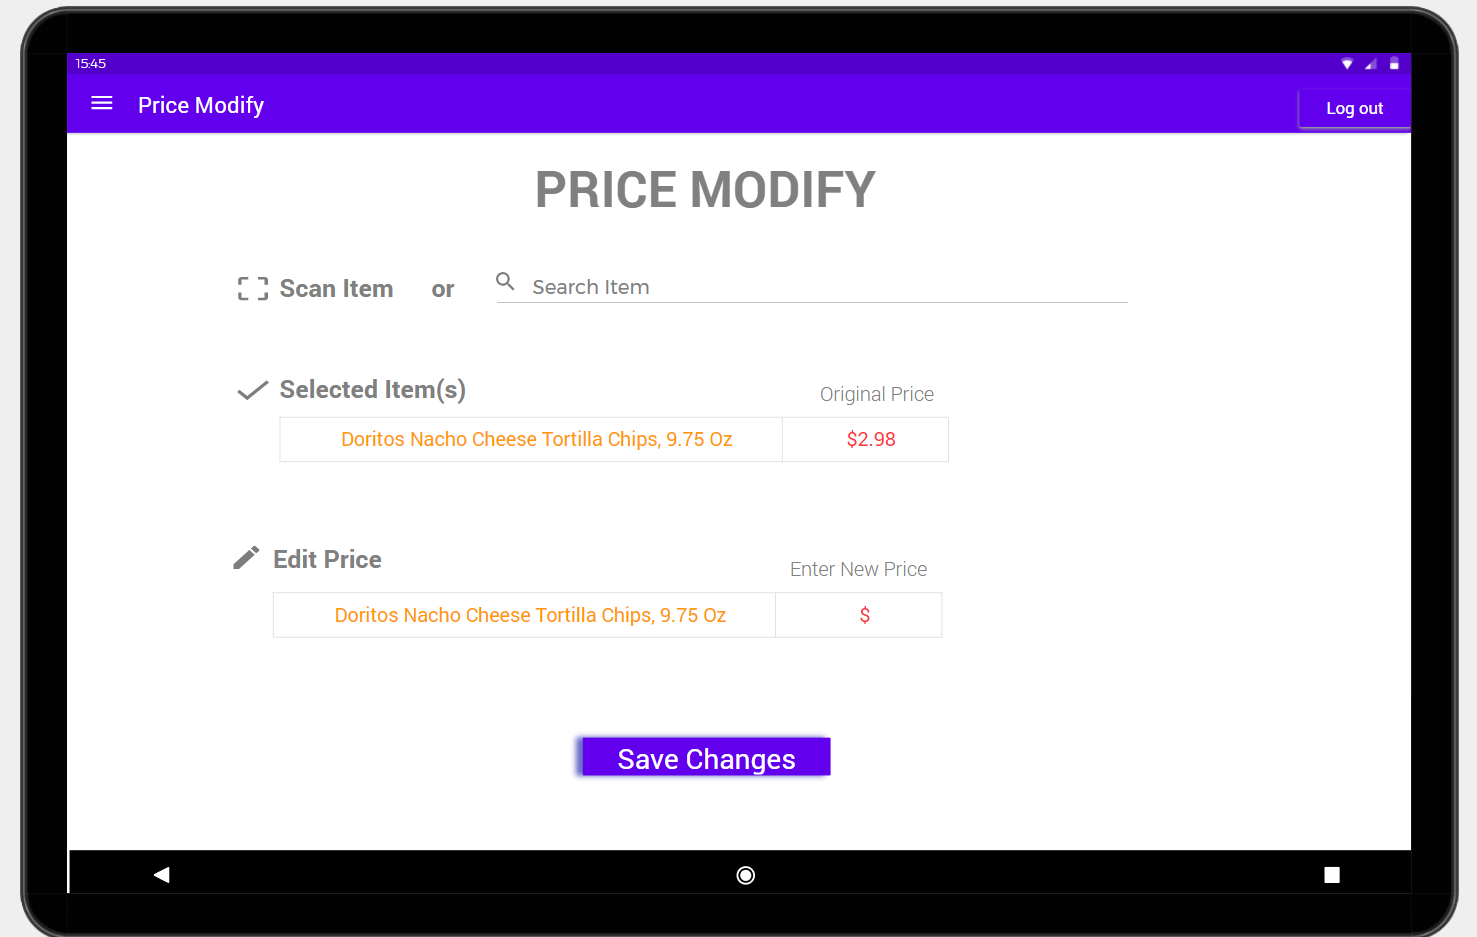 15:45
Price Modify
Log out
PRICE MODIFY
Scan Item or Search Item
Selected Item(s) Original Price
Doritos Nacho Cheese Tortilla Chips, 9.75 Oz $2.98
Edit Price Enter New Price
Doritos Nacho Cheese Tortilla Chips, 9.75 Oz $
Save Changes